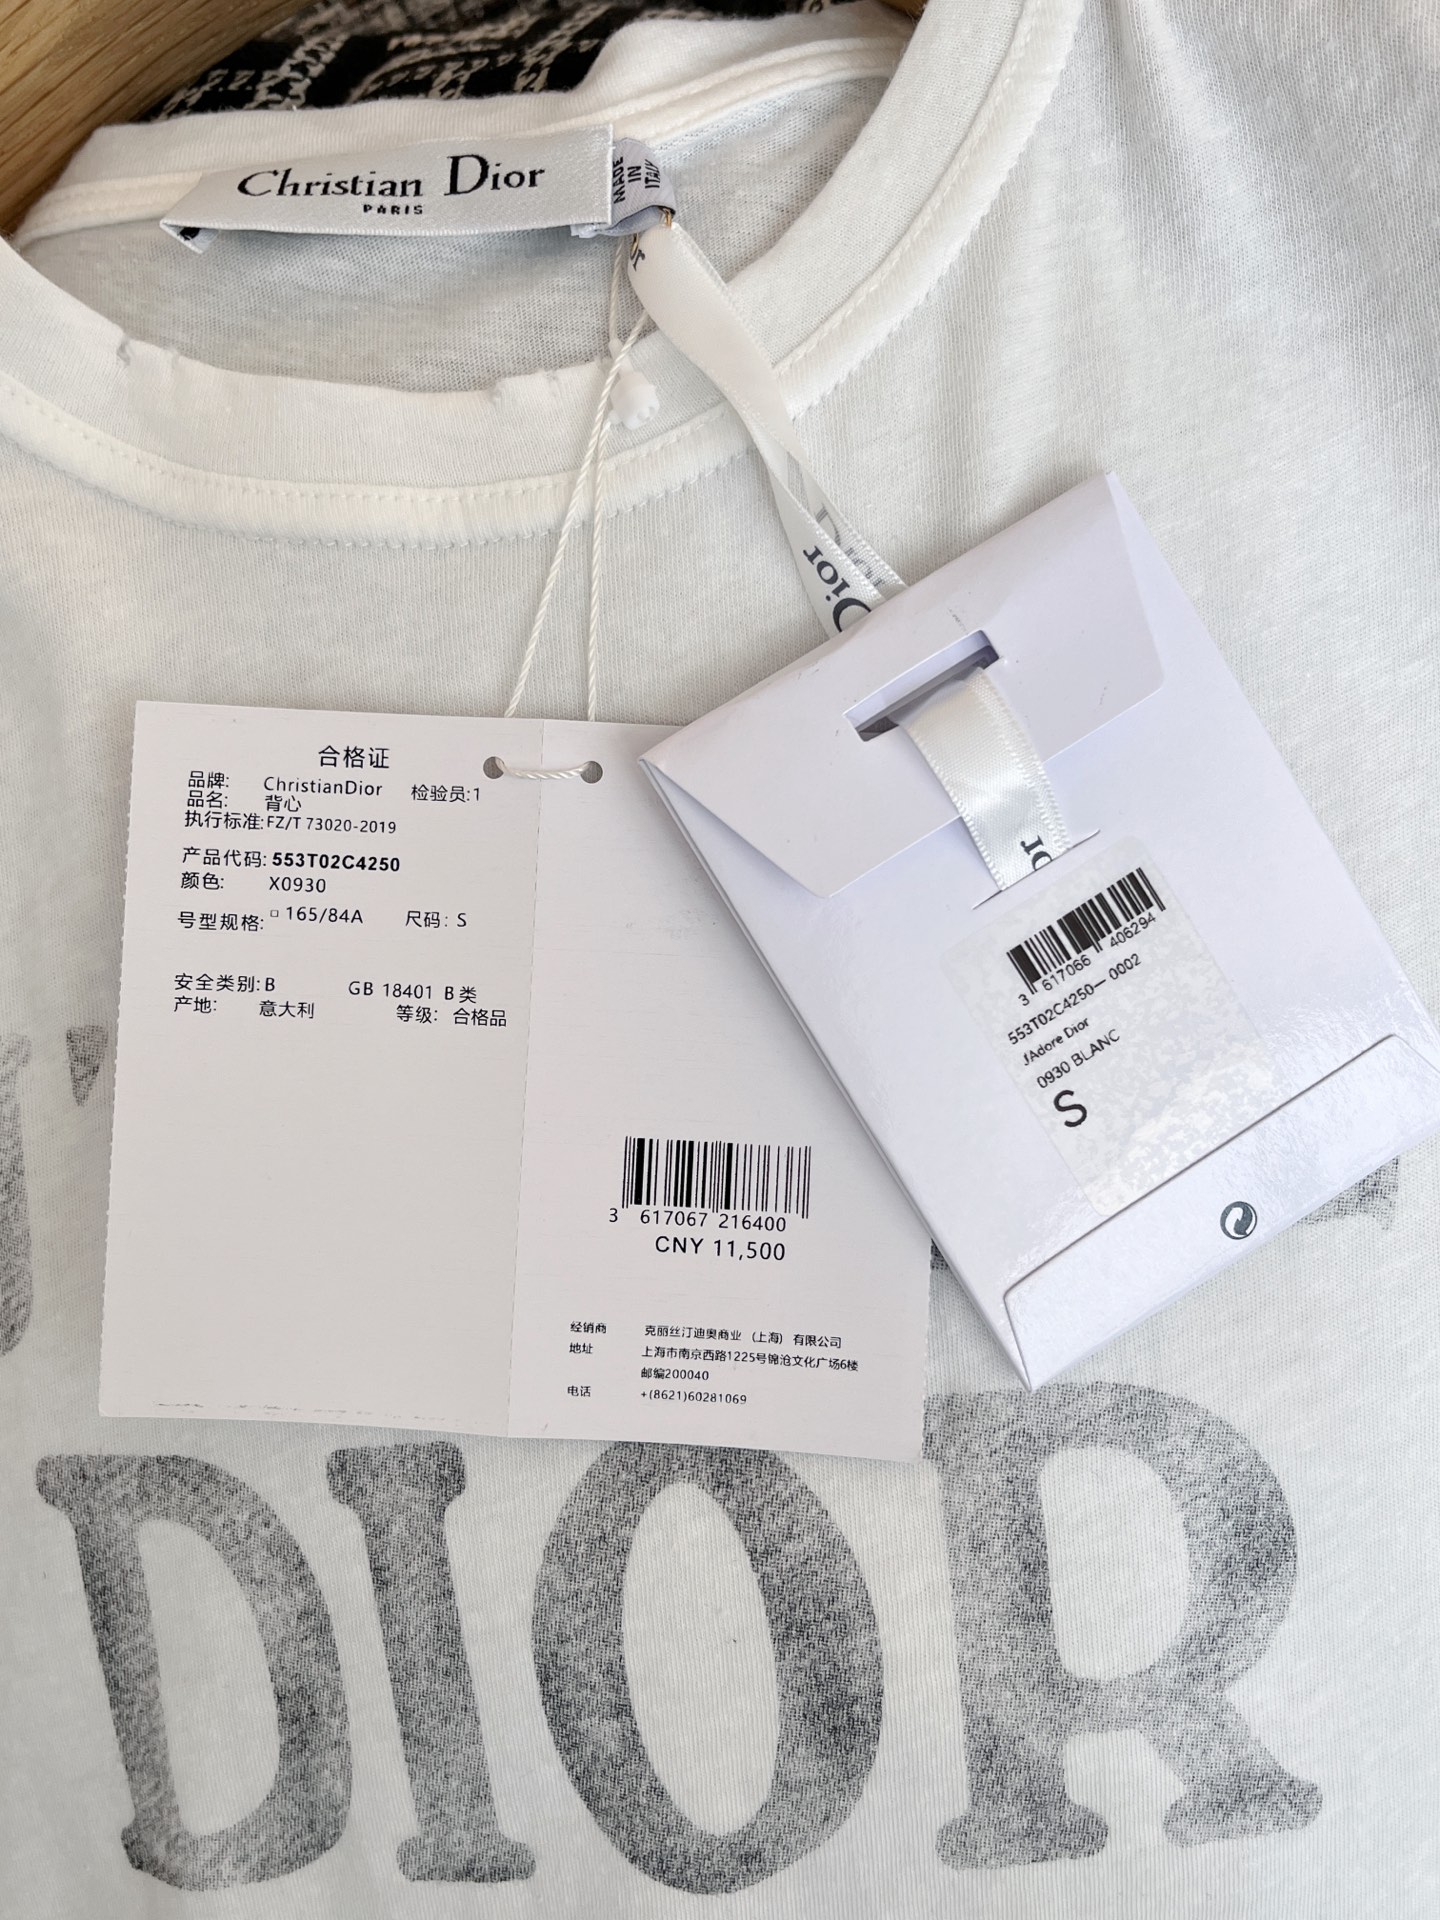 Christian Dior
PARIS
MADE
IN
ITALY
or
Dior
or
合格证
品牌: ChristianDior 检验员:1
品名: 背心
执行标准:FZ/T 73020-2019
产品代码: 553T02C4250
颜色: X0930
号型规格: 165/84A 尺码: S
安全类别: B GB 18401 B 类
产地: 意大利 等级: 合格品
3 617067 216400
CNY 11,500
经销商 克丽丝汀迪奥商业 (上海) 有限公司
地址 上海市南京西路1225号锦沧文化广场6楼
邮编200040
电话 +(8621)60281069
3 617066 406294
553T02C4250— 0002
J'Adore Dior
0930 BLANC
S
DIOR